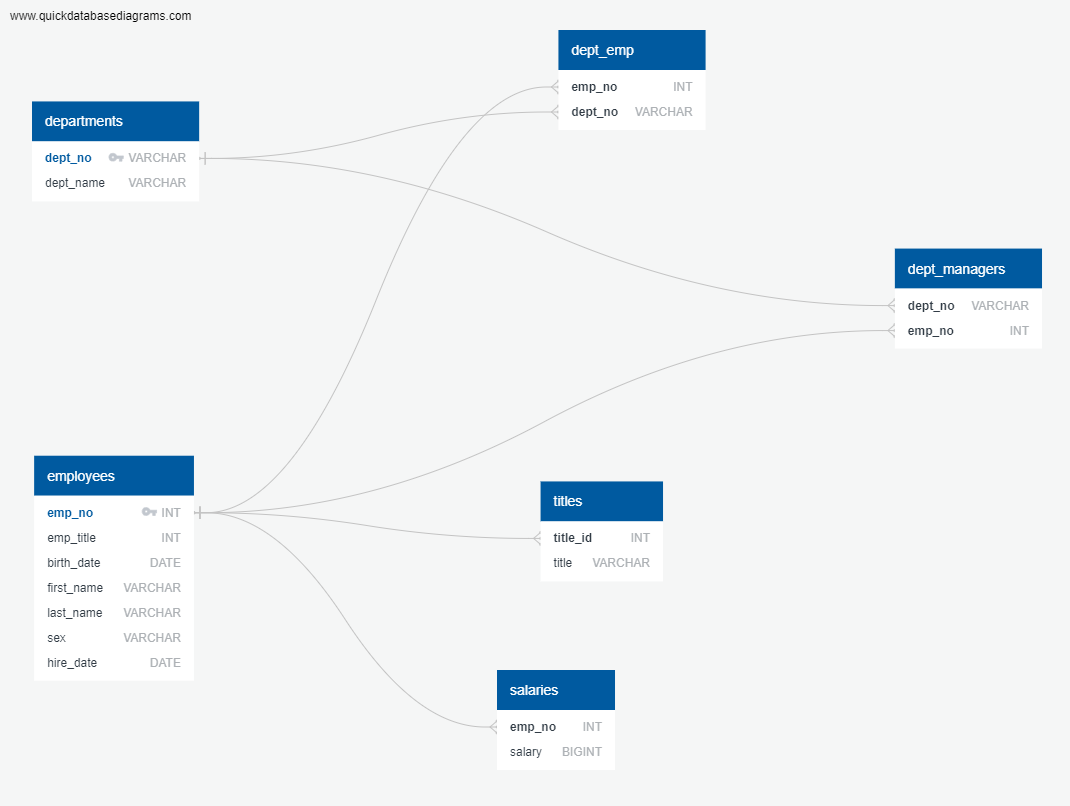 www.quickdatabasediagrams.com
dept_emp
emp_no INT
dept_no VARCHAR
departments
dept_no VARCHAR
dept_name VARCHAR
dept_managers
dept_no VARCHAR
emp_no INT
employees
emp_no INT
emp_title INT
birth_date DATE
first_name VARCHAR
last_name VARCHAR
sex VARCHAR
hire_date DATE
titles
title_id INT
title VARCHAR
salaries
emp_no INT
salary BIGINT